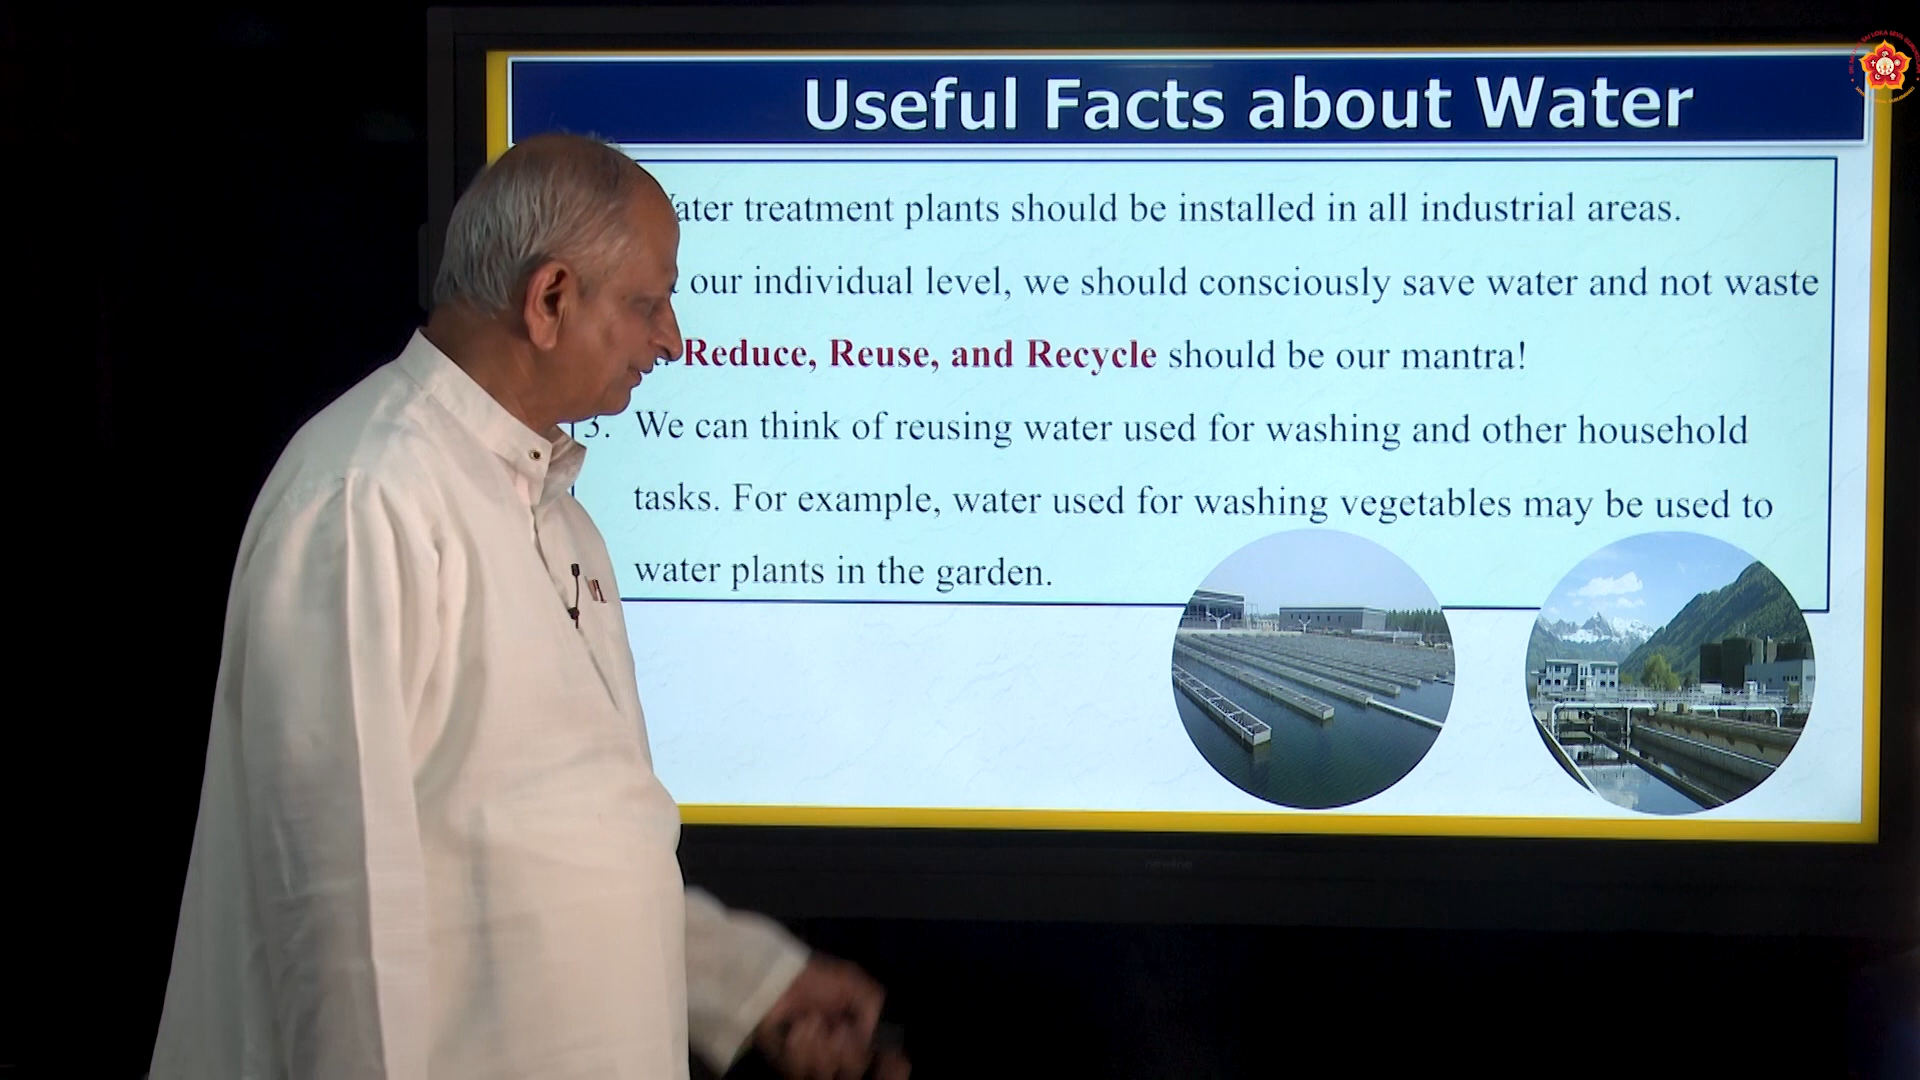 Useful Facts about Water
Water treatment plants should be installed in all industrial areas.
our individual level, we should consciously save water and not waste
Reduce, Reuse, and Recycle should be our mantra!
3. We can think of reusing water used for washing and other household
tasks. For example, water used for washing vegetables may be used to
water plants in the garden.
newline